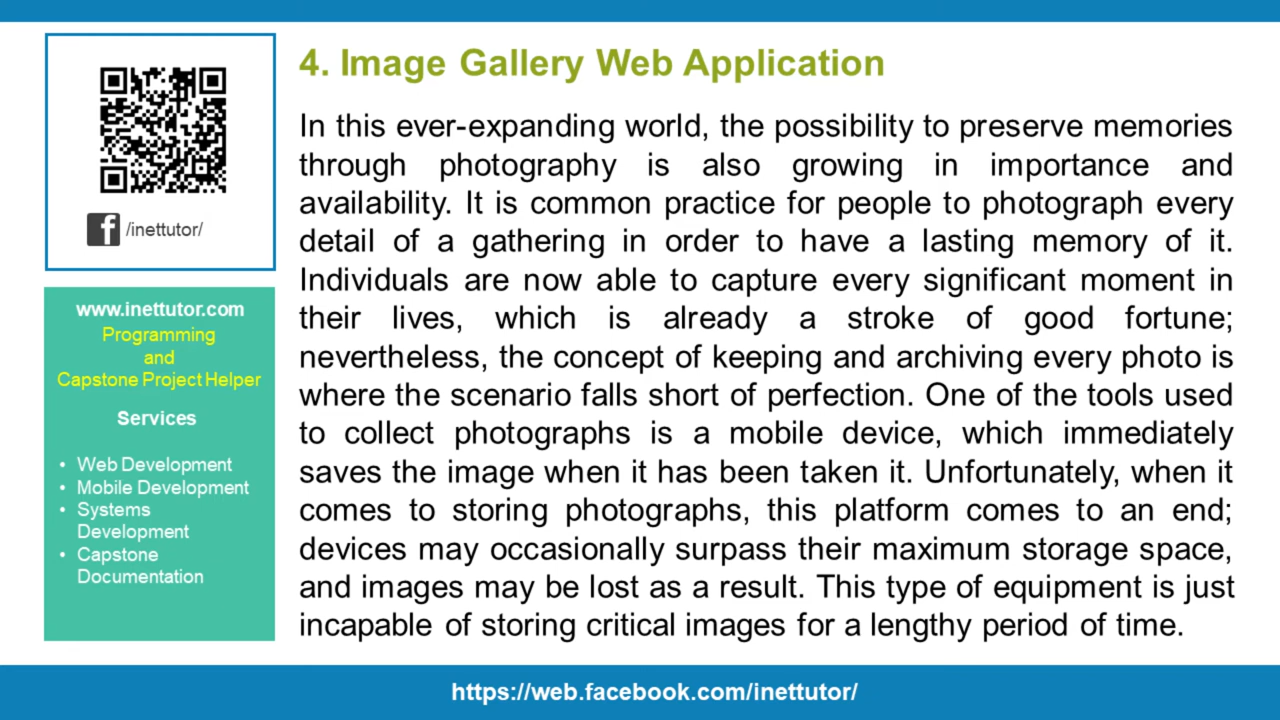 /inettutor/
www.inettutor.com
Programming
and
Capstone Project Helper
Services
• Web Development
• Mobile Development
• Systems
Development
• Capstone
Documentation
4. Image Gallery Web Application
In this ever-expanding world, the possibility to preserve memories
through photography is also growing in importance and
availability. It is common practice for people to photograph every
detail of a gathering in order to have a lasting memory of it.
Individuals are now able to capture every significant moment in
their lives, which is already a stroke of good fortune;
nevertheless, the concept of keeping and archiving every photo is
where the scenario falls short of perfection. One of the tools used
to collect photographs is a mobile device, which immediately
saves the image when it has been taken it. Unfortunately, when it
comes to storing photographs, this platform comes to an end;
devices may occasionally surpass their maximum storage space,
and images may be lost as a result. This type of equipment is just
incapable of storing critical images for a lengthy period of time.
https://web.facebook.com/inettutor/